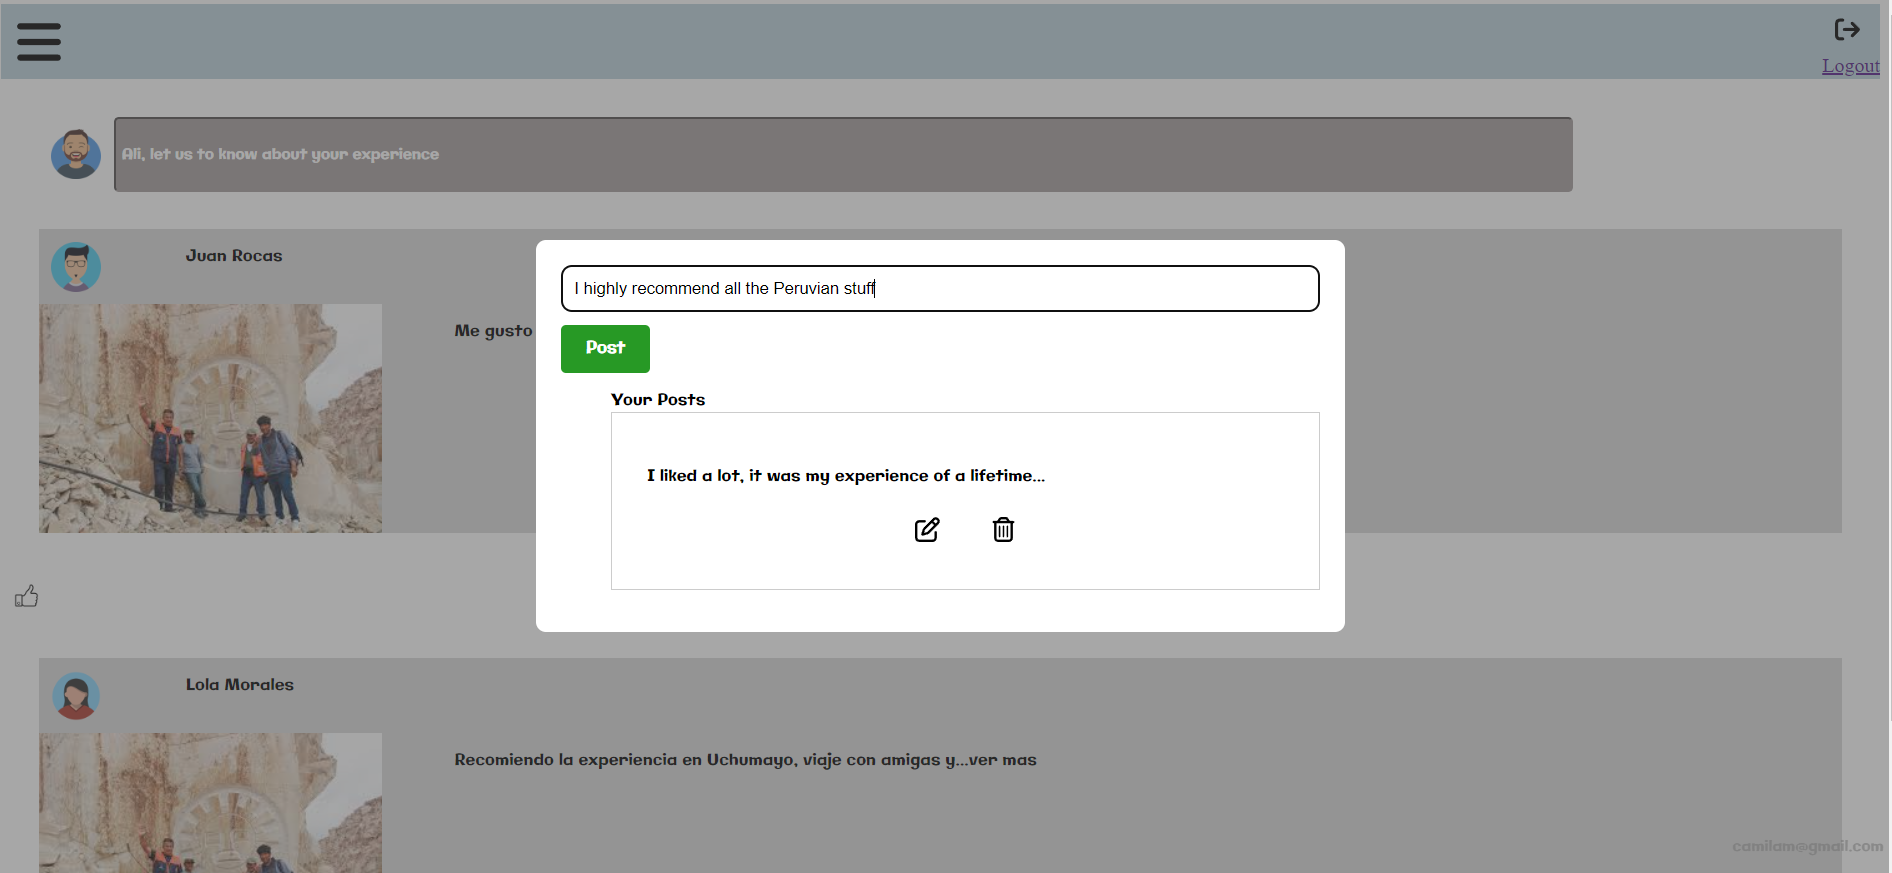 Logout
Ali, let us to know about your experience
Juan Rocas
Me gusto
I highly recommend all the Peruvian stuff
Post
Your Posts
I liked a lot, it was my experience of a lifetime...
Lola Morales
Recomiendo la experiencia en Uchumayo, viaje con amigas y...ver mas
camilam@gmail.com